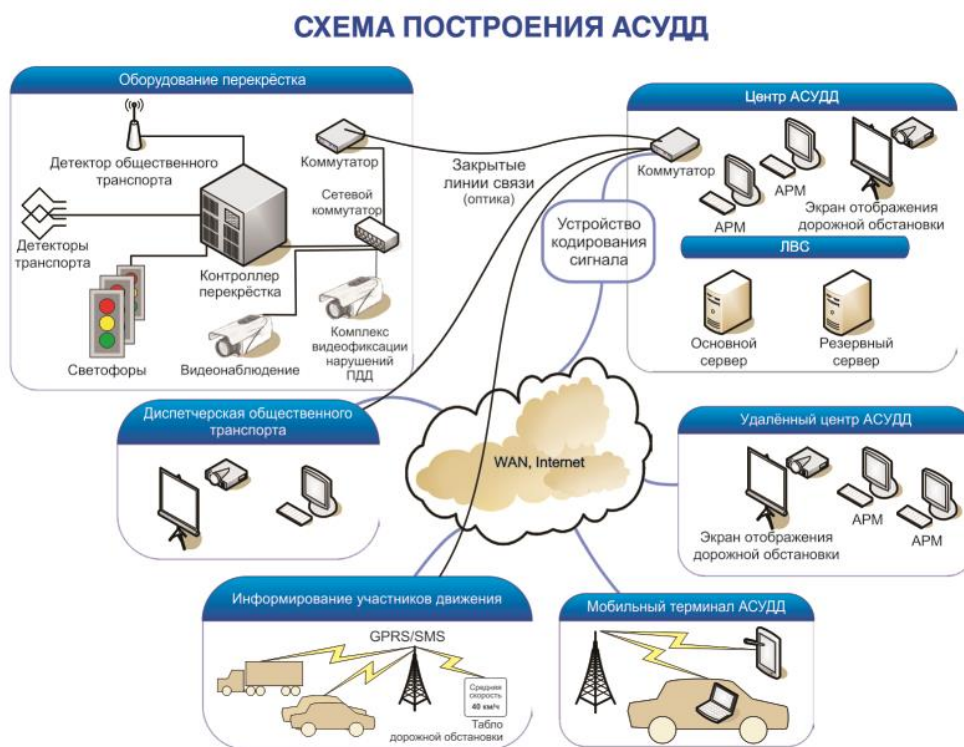 СХЕМА ПОСТРОЕНИЯ АСУДД
Оборудование перекрёстка
Детектор общественного
транспорта
Коммутатор
Сетевой
коммутатор
Детекторы
транспорта
Контроллер
перекрёстка
Светофоры
Видеонаблюдение
Комплекс
видеофиксации
нарушений
ПДД
Закрытые
линии связи
(оптика)
Устройство
кодирования
сигнала
Центр АСУДД
Коммутатор
АРМ
АРМ
Экран отображения
дорожной обстановки
ЛВС
Основной
сервер
Резервный
сервер
Диспетчерская общественного
транспорта
WAN, Internet
Удалённый центр АСУДД
Экран отображения
дорожной обстановки
АРМ
АРМ
Информирование участников движения
GPRS/SMS
Средняя
скорость
40 км/ч
Табло
дорожной обстановки
Мобильный терминал АСУДД